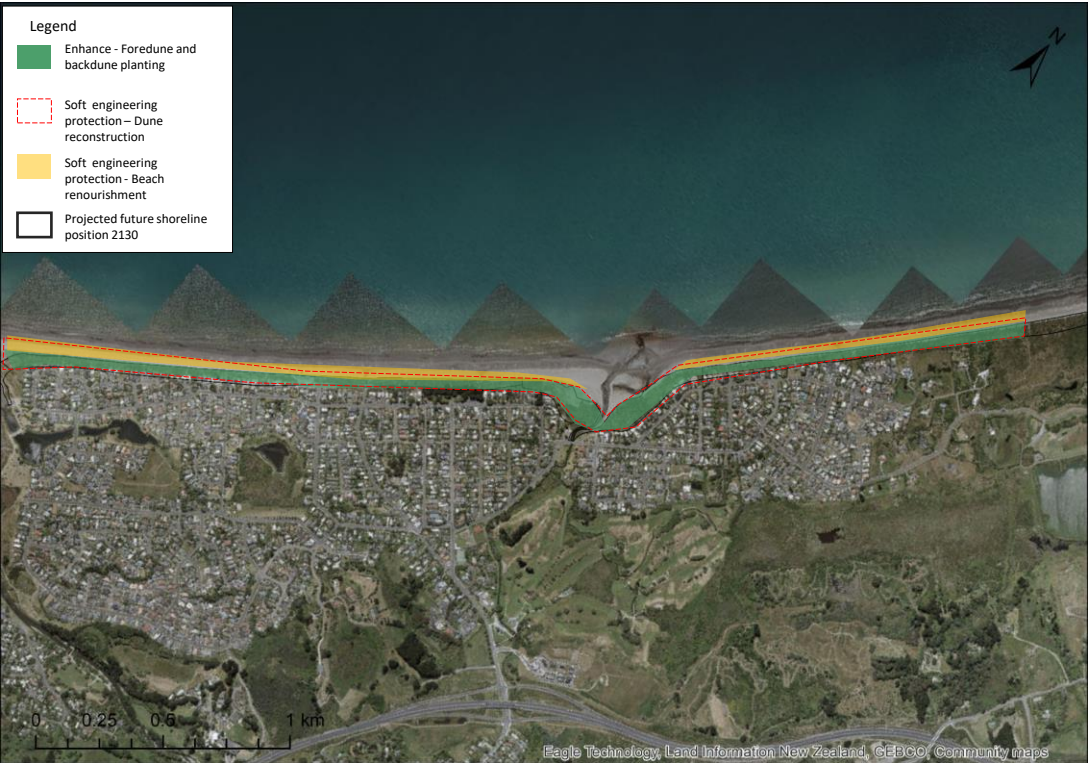 Legend
Enhance - Foredune and
backdune planting
Soft engineering
protection – Dune
reconstruction
Soft engineering
protection - Beach
renourishment
Projected future shoreline
position 2130
N
0 0.25 0.5 1 km
Eagle Technology, Land Information New Zealand, GEBCO, Community maps